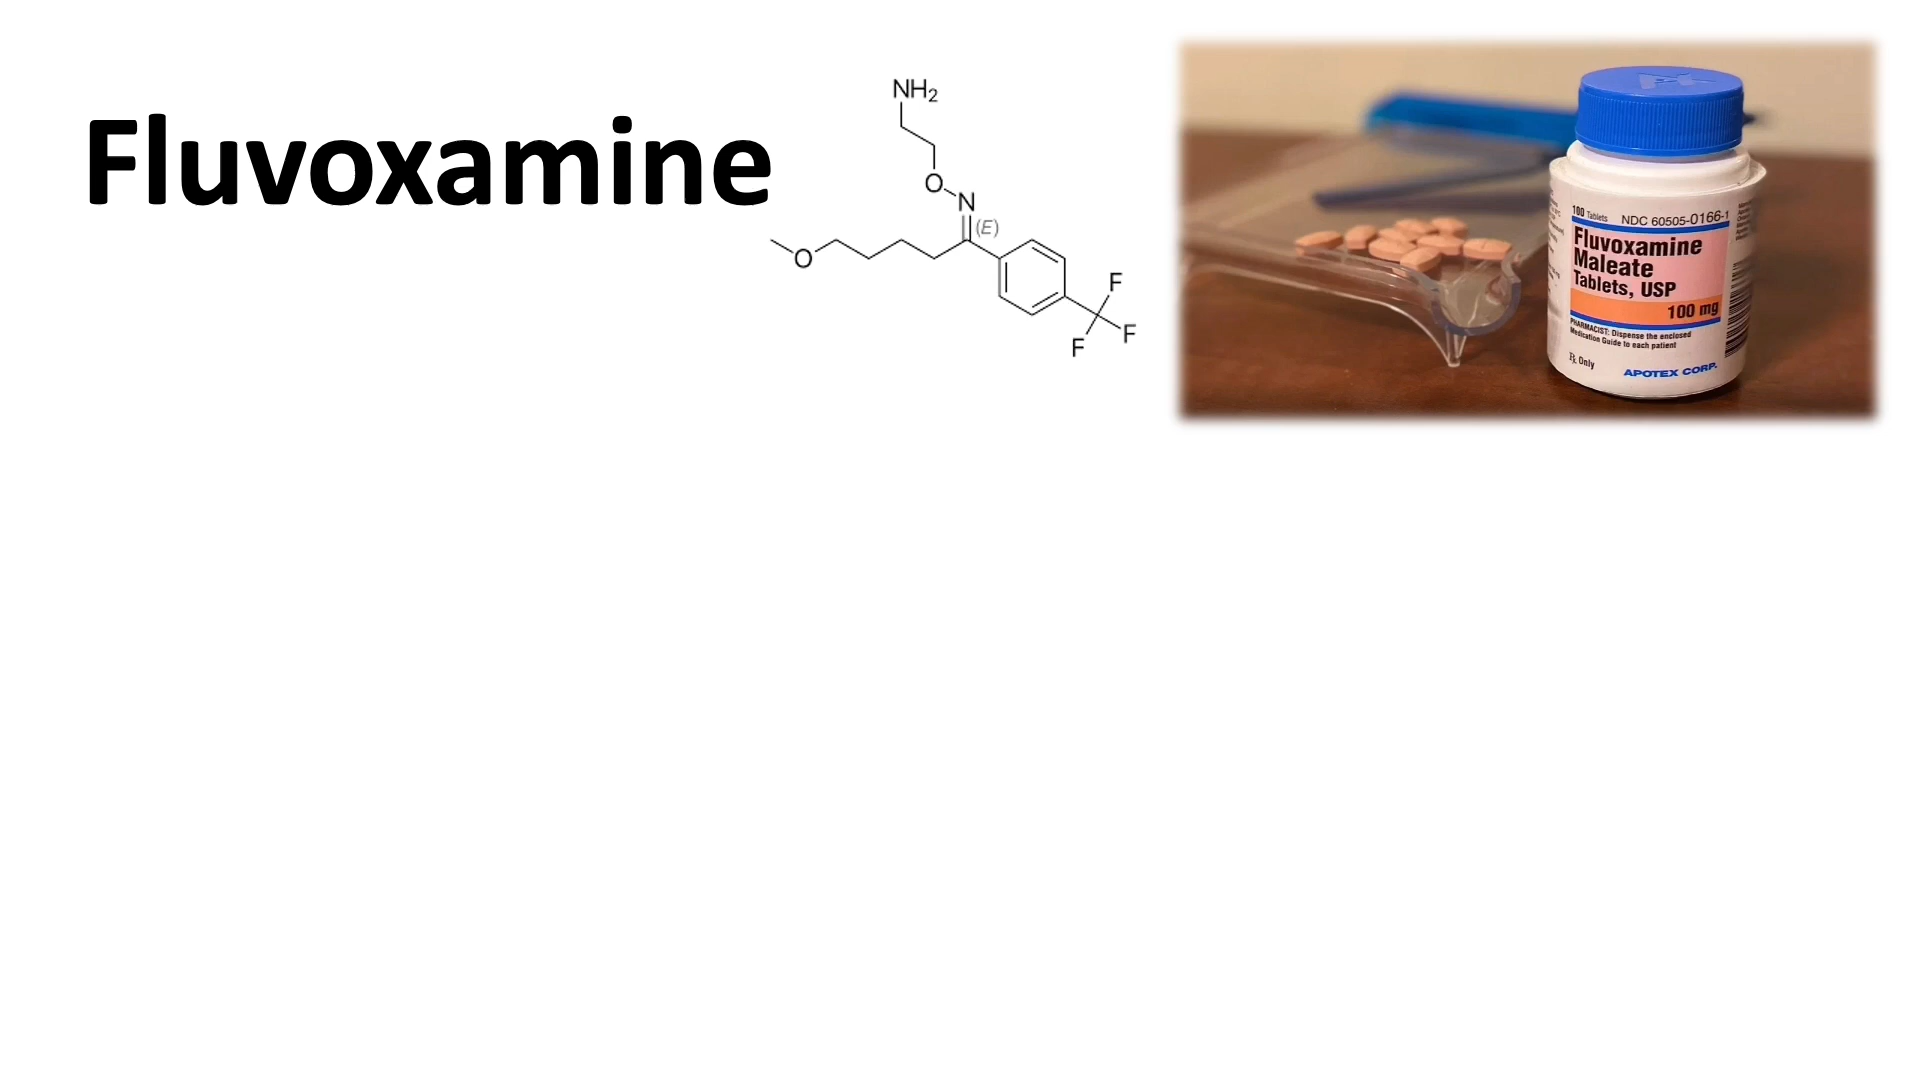 Fluvoxamine
NH2
O
N
(E)
O
F
F
F
100 Tablets NDC 60505-0166-1
Fluvoxamine
Maleate
Tablets, USP
100 mg
PHARMACIST: Dispense the enclosed
Medication Guide to each patient
Rx Only
APOTEX CORP.